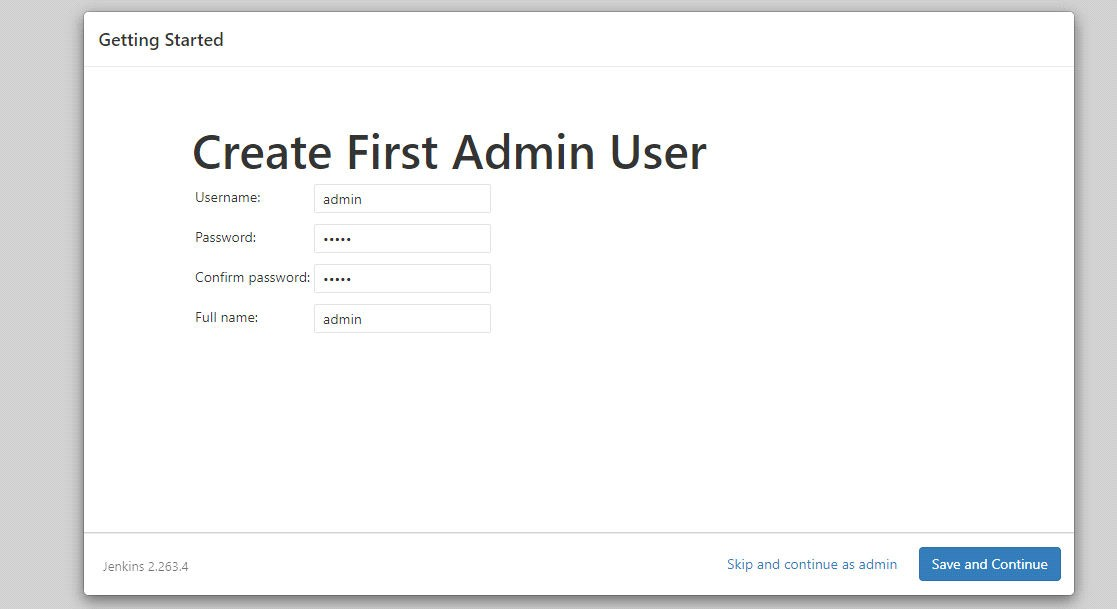 Getting Started
Create First Admin User
Username: admin
Password: •••••
Confirm password: •••••
Full name: admin
Jenkins 2.263.4 Skip and continue as admin Save and Continue